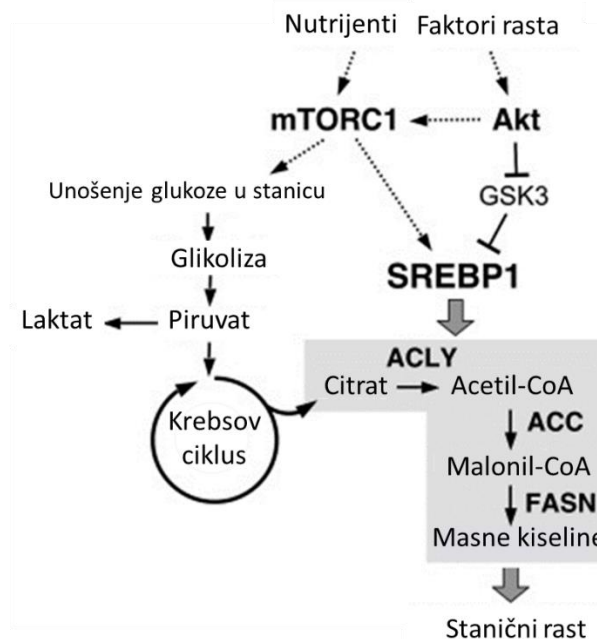 Nutrijenti Faktori rasta
mTORC1 Akt
Unošenje glukoze u stanicu
GSK3
Glikoliza
SREBP1
Laktat Piruvat
ACLY
Citrat Acetil-CoA
Krebsov
ciklus
ACC
Malonil-CoA
FASN
Masne kiseline
Stanični rast